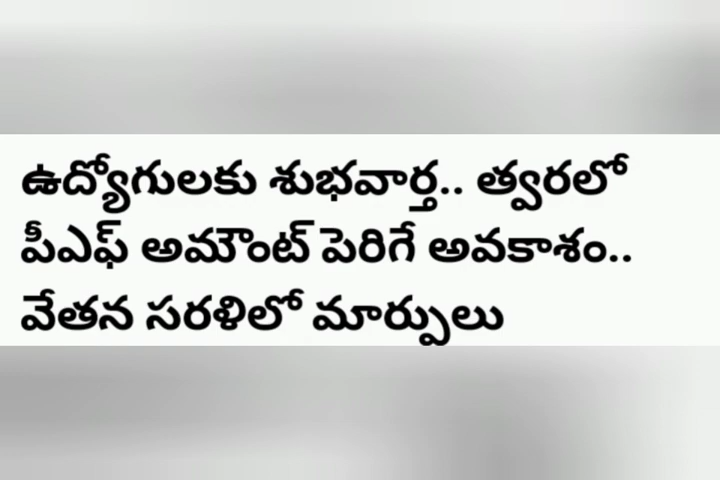 ఉద్యోగులకు శుభవార్త.. త్వరలో
పీఎఫ్ అమౌంట్ పెరిగే అవకాశం..
వేతన సరళిలో మార్పులు